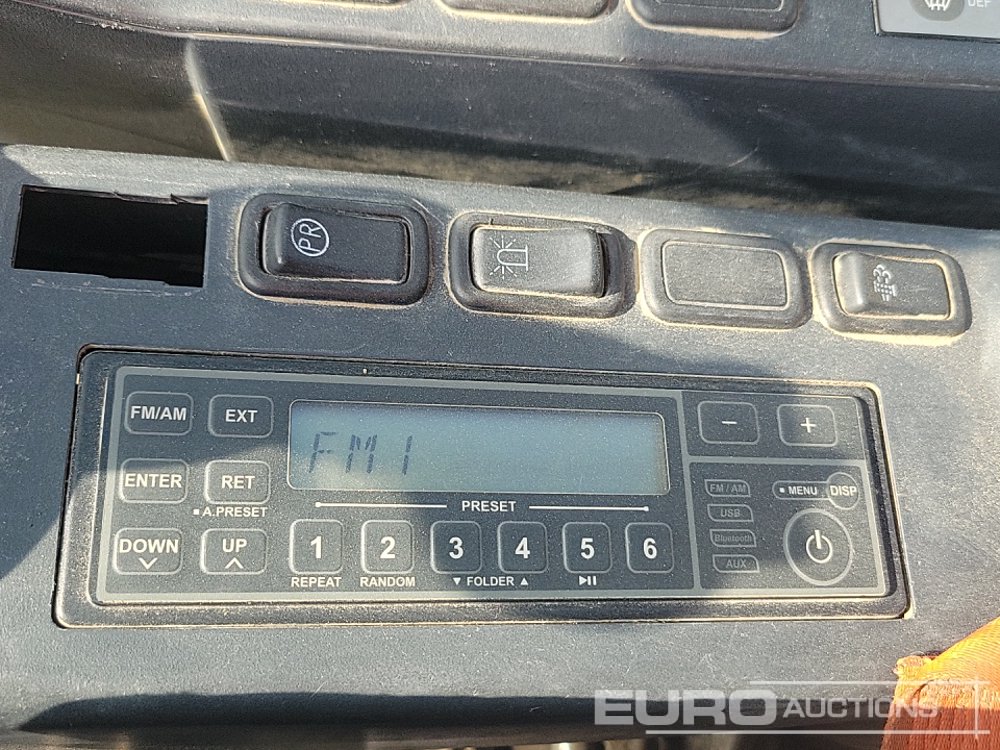 DEF
PR
FM/AM EXT
FM1
- +
ENTER RET
■ A.PRESET
PRESET
FM / AM
■ MENU DISP
USB
DOWN UP
1 2 3 4 5 6
Bluetooth
REPEAT RANDOM ▼ FOLDER ▲ ▶II
AUX
EURO AUCTIONS